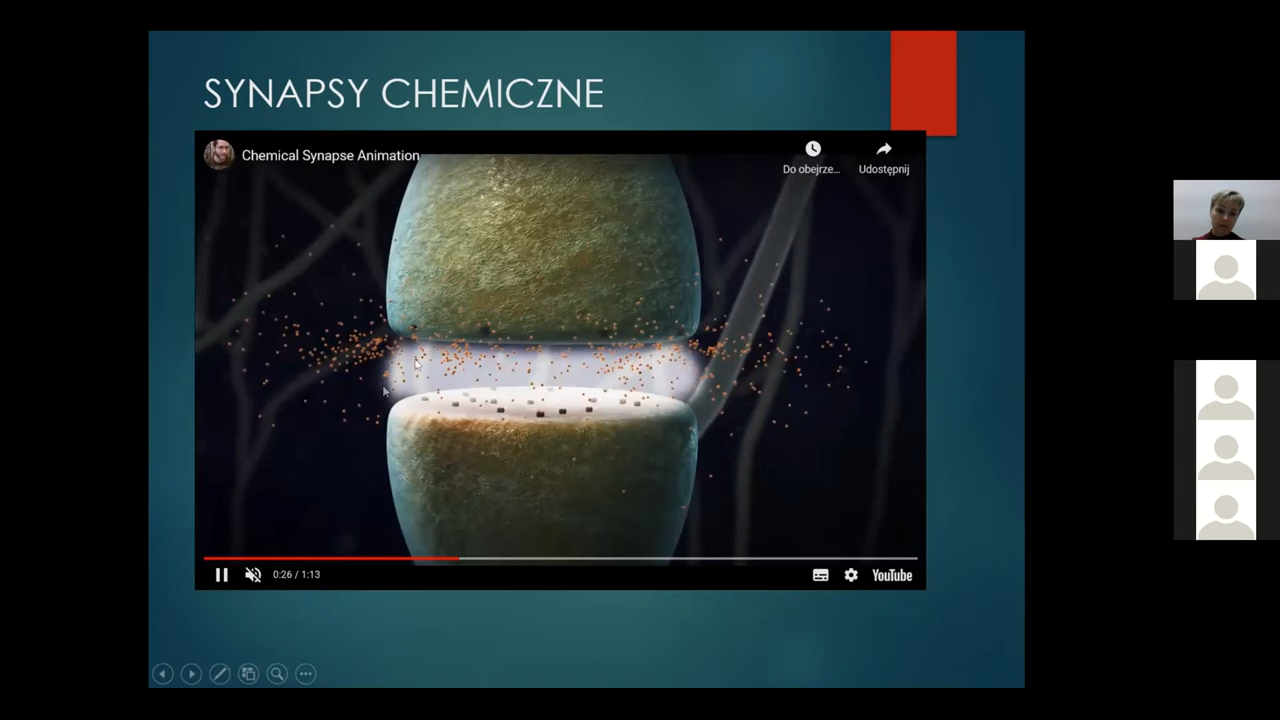 SYNAPSY CHEMICZNE
Chemical Synapse Animation
Do obejrze...
Udostępnij
0:26 / 1:13
YouTube